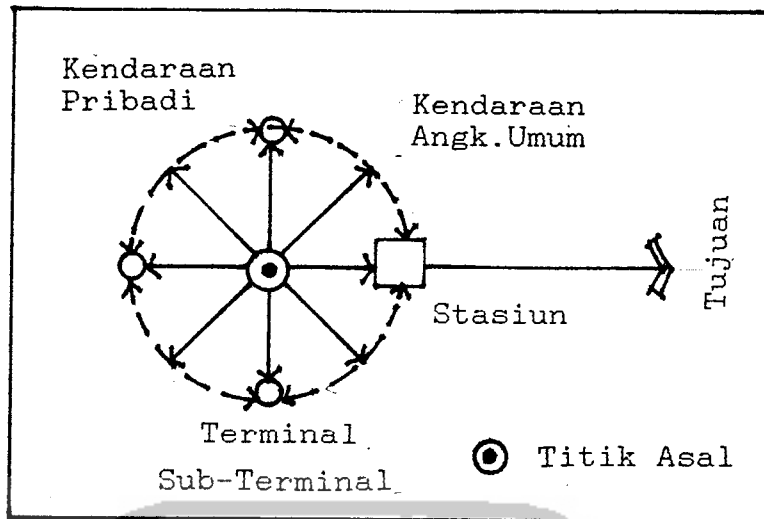 Kendaraan
Pribadi
Kendaraan
Angk.Umum
Tujuan
Stasiun
Terminal
Sub-Terminal
Titik Asal